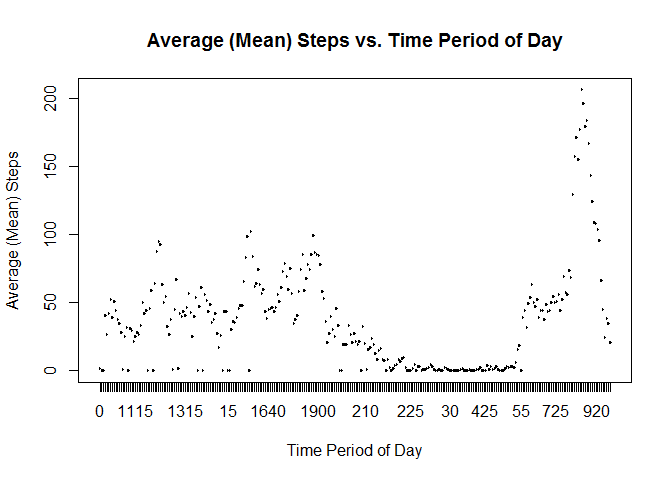 Average (Mean) Steps vs. Time Period of Day
Average (Mean) Steps
200
150
100
50
0
0 1115 1315 15 1640 1900 210 225 30 425 55 725 920
Time Period of Day